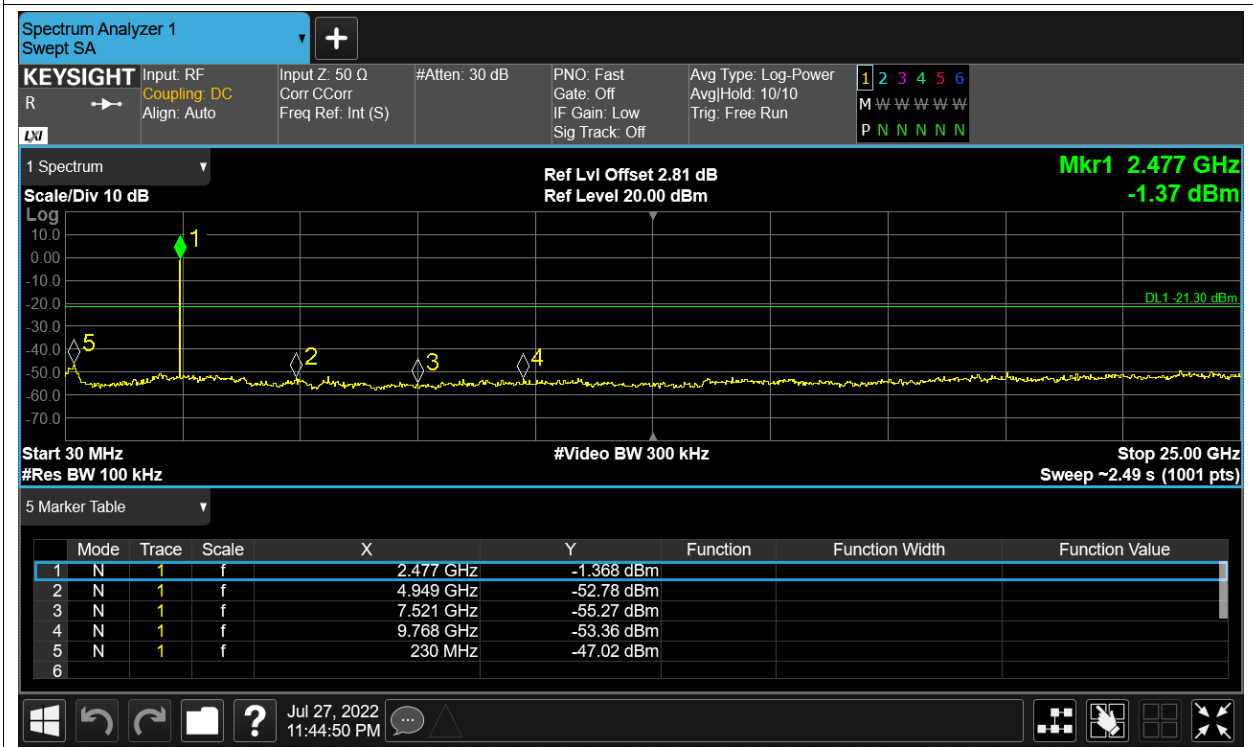 Spectrum Analyzer 1
Swept SA
+
KEYSIGHT Input: RF Input Z: 50 Ω #Atten: 30 dB PNO: Fast Avg Type: Log-Power 1 2 3 4 5 6
R Coupling: DC Corr CCorr Gate: Off Avg|Hold: 10/10 M W W W W W
Align: Auto Freq Ref: Int (S) IF Gain: Low Trig: Free Run
LXI Sig Track: Off P N N N N N
1 Spectrum Ref Lvl Offset 2.81 dB Mkr1 2.477 GHz
Scale/Div 10 dB Ref Level 20.00 dBm -1.37 dBm
Log
10.0 1
0.00
-10.0
-20.0 DL1 -21.30 dBm
-30.0
-40.0 5 2 3 4
-50.0
-60.0
-70.0
Start 30 MHz #Video BW 300 kHz Stop 25.00 GHz
#Res BW 100 kHz Sweep ~2.49 s (1001 pts)
5 Marker Table
Mode Trace Scale X Y Function Function Width Function Value
1 N 1 f 2.477 GHz -1.368 dBm
2 N 1 f 4.949 GHz -52.78 dBm
3 N 1 f 7.521 GHz -55.27 dBm
4 N 1 f 9.768 GHz -53.36 dBm
5 N 1 f 230 MHz -47.02 dBm
6
? Jul 27, 2022
11:44:50 PM